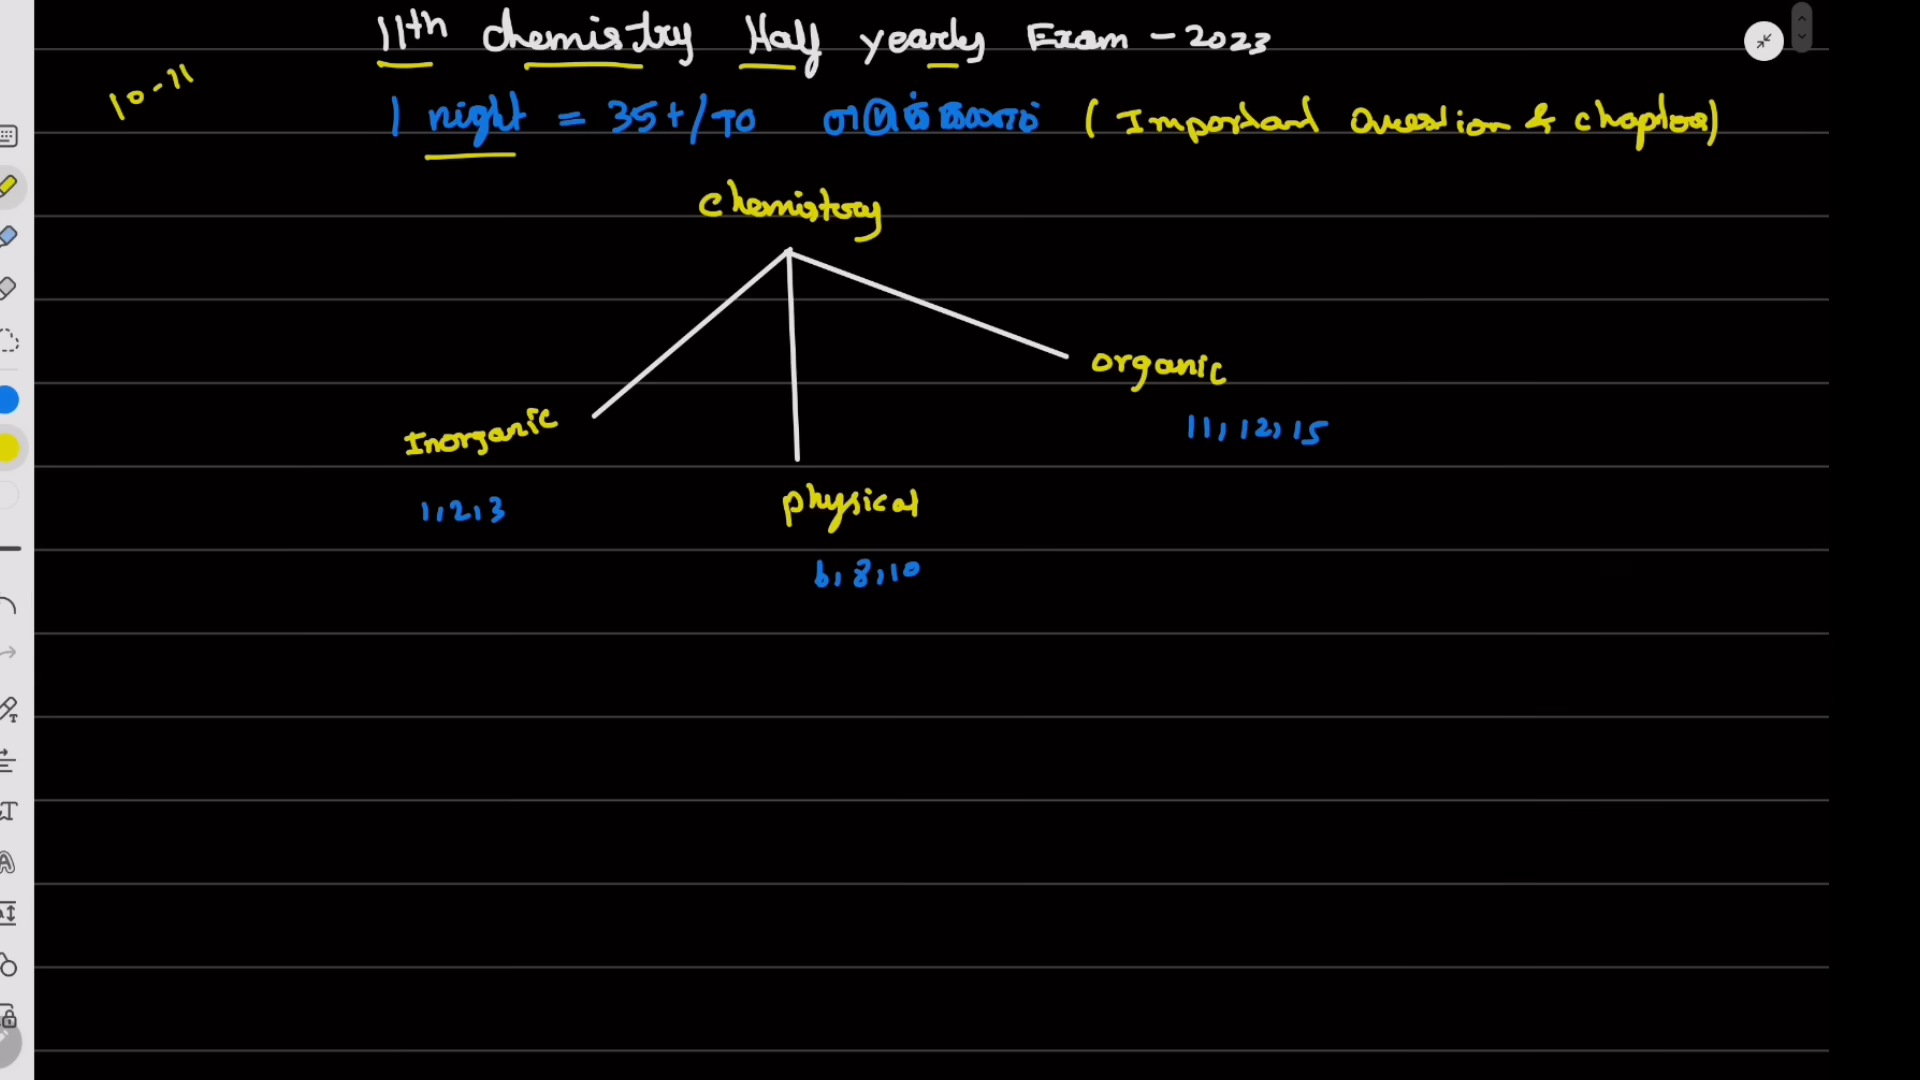 11th chemistry Half yearly Exam - 2023
10-11
1 night = 35+/70 (Important Question & chapter)
chemistry
organic
11, 12, 15
Inorganic
1, 2, 3
physical
6, 8, 10